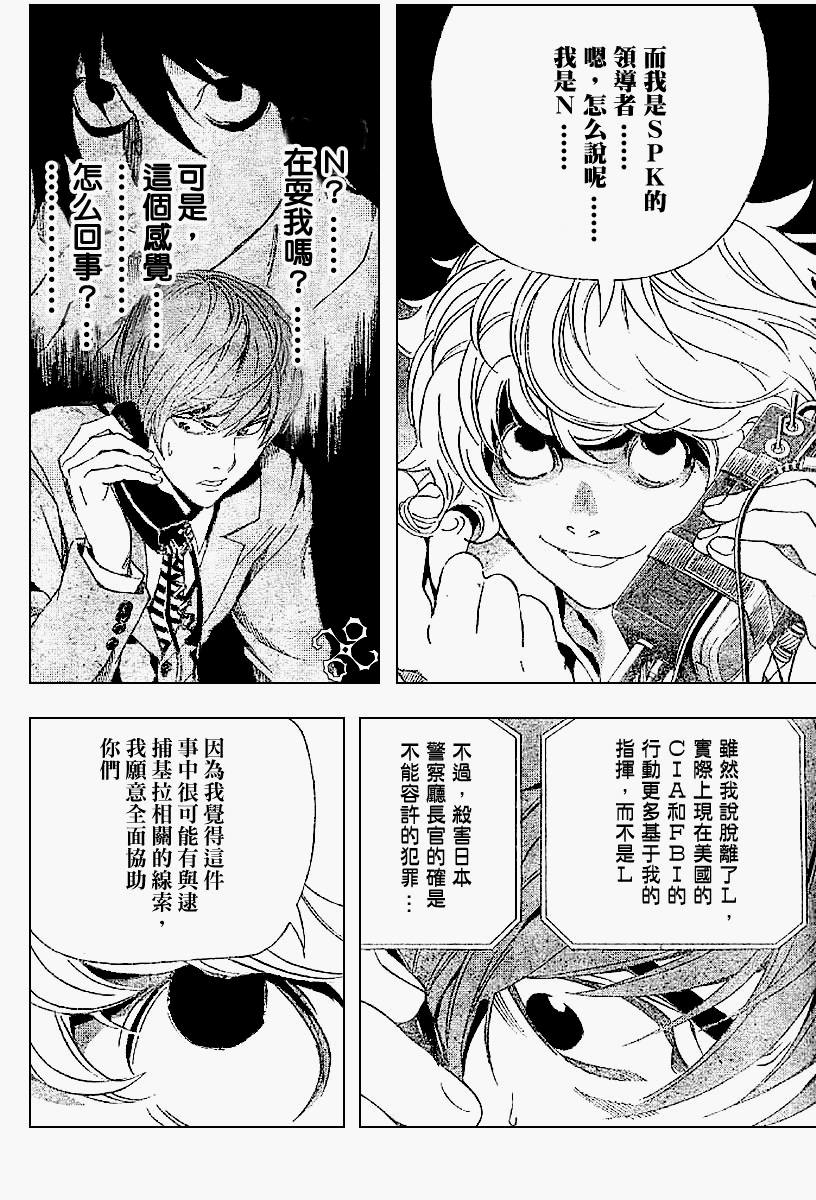 而我是SPK的
領導者……
嗯，怎么說呢……
我是N……
N？……
在耍我嗎？……
可是，
這個感覺……
……………
怎么回事？…
……………
雖然我說脫離了L，
實際上現在美國的
CIA和FBI的
行動更多基于我的
指揮，而不是L
不過，殺害日本
警察廳長官的確是
不能容許的犯罪…
因為我覺得這件
事中很可能有與逮
捕基拉相關的線索，
我願意全面協助
你們